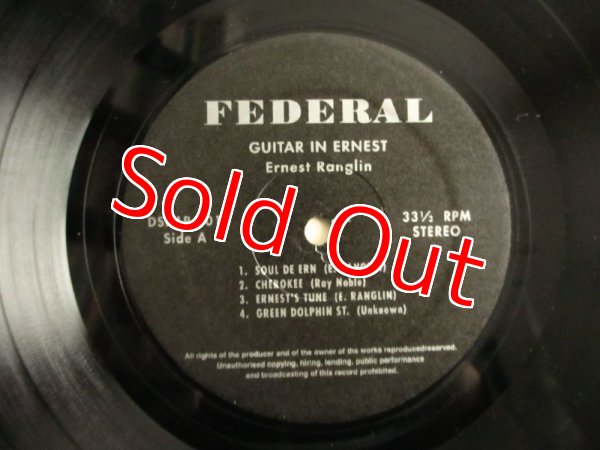 FEDERAL
GUITAR IN ERNEST
Ernest Ranglin
Sold Out
Side A
33⅓ RPM
STEREO
1. SOUL DE ERN
2. CHEROKEE (Ray Noble)
3. ERNEST'S TUNE (E. RANGLIN)
4. GREEN DOLPHIN ST. (Unknown)
All rights of the producer and of the owner of the works reproducedreserved.
Unauthorised copying, hiring, lending, public performance
and broadcasting of this record prohibited.